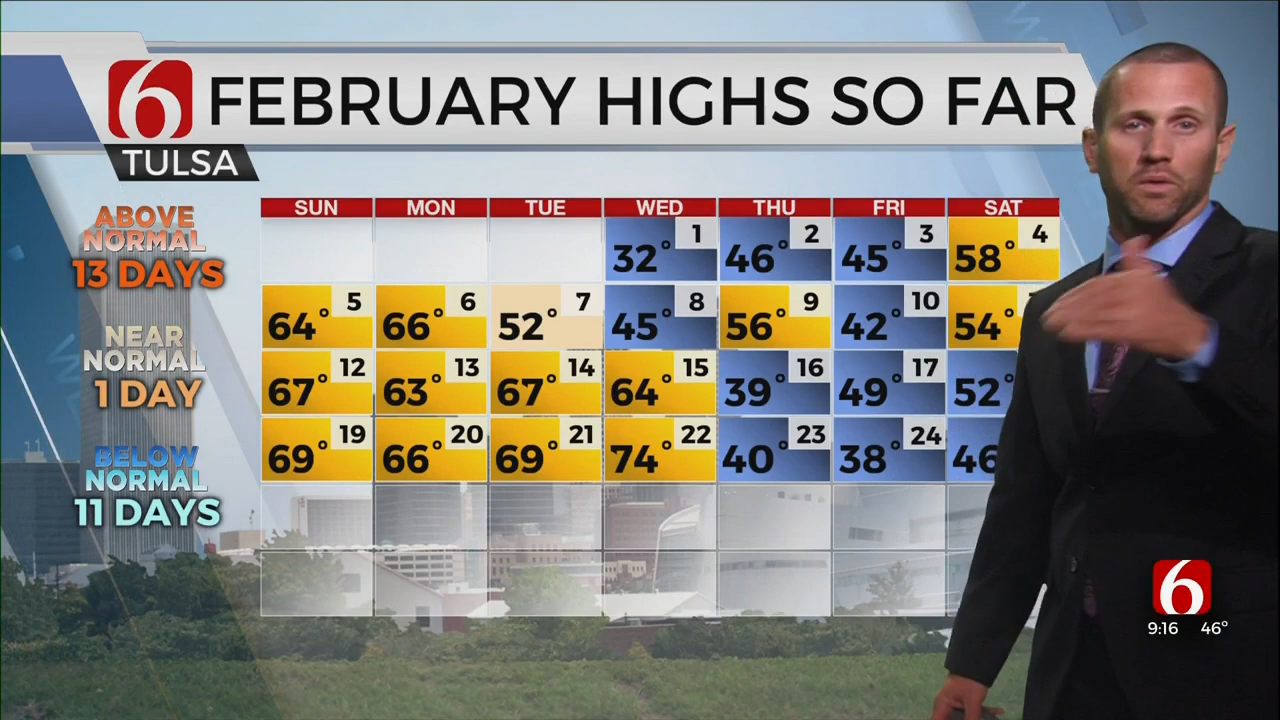 6 FEBRUARY HIGHS SO FAR
TULSA
ABOVE
NORMAL
13 DAYS
NEAR
NORMAL
1 DAY
BELOW
NORMAL
11 DAYS
SUN MON TUE WED THU FRI SAT
32° 1 46° 2 45° 3 58° 4
64° 5 66° 6 52° 7 45° 8 56° 9 42° 10 54°
67° 12 63° 13 67° 14 64° 15 39° 16 49° 17 52°
69° 19 66° 20 69° 21 74° 22 40° 23 38° 24 46
6
9:16 46°